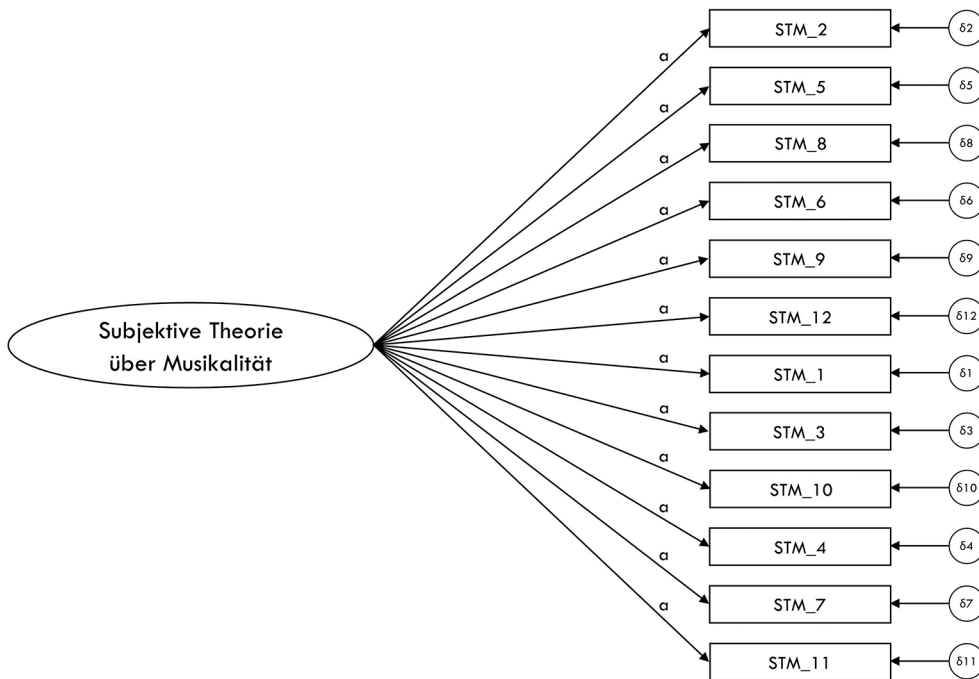 STM_2
δ2
a
STM_5
δ5
a
STM_8
δ8
a
STM_6
δ6
a
STM_9
δ9
a
STM_12
δ12
a
Subjektive Theorie
über Musikalität
STM_1
δ1
a
STM_3
δ3
a
STM_10
δ10
a
STM_4
δ4
a
STM_7
δ7
a
STM_11
δ11
a